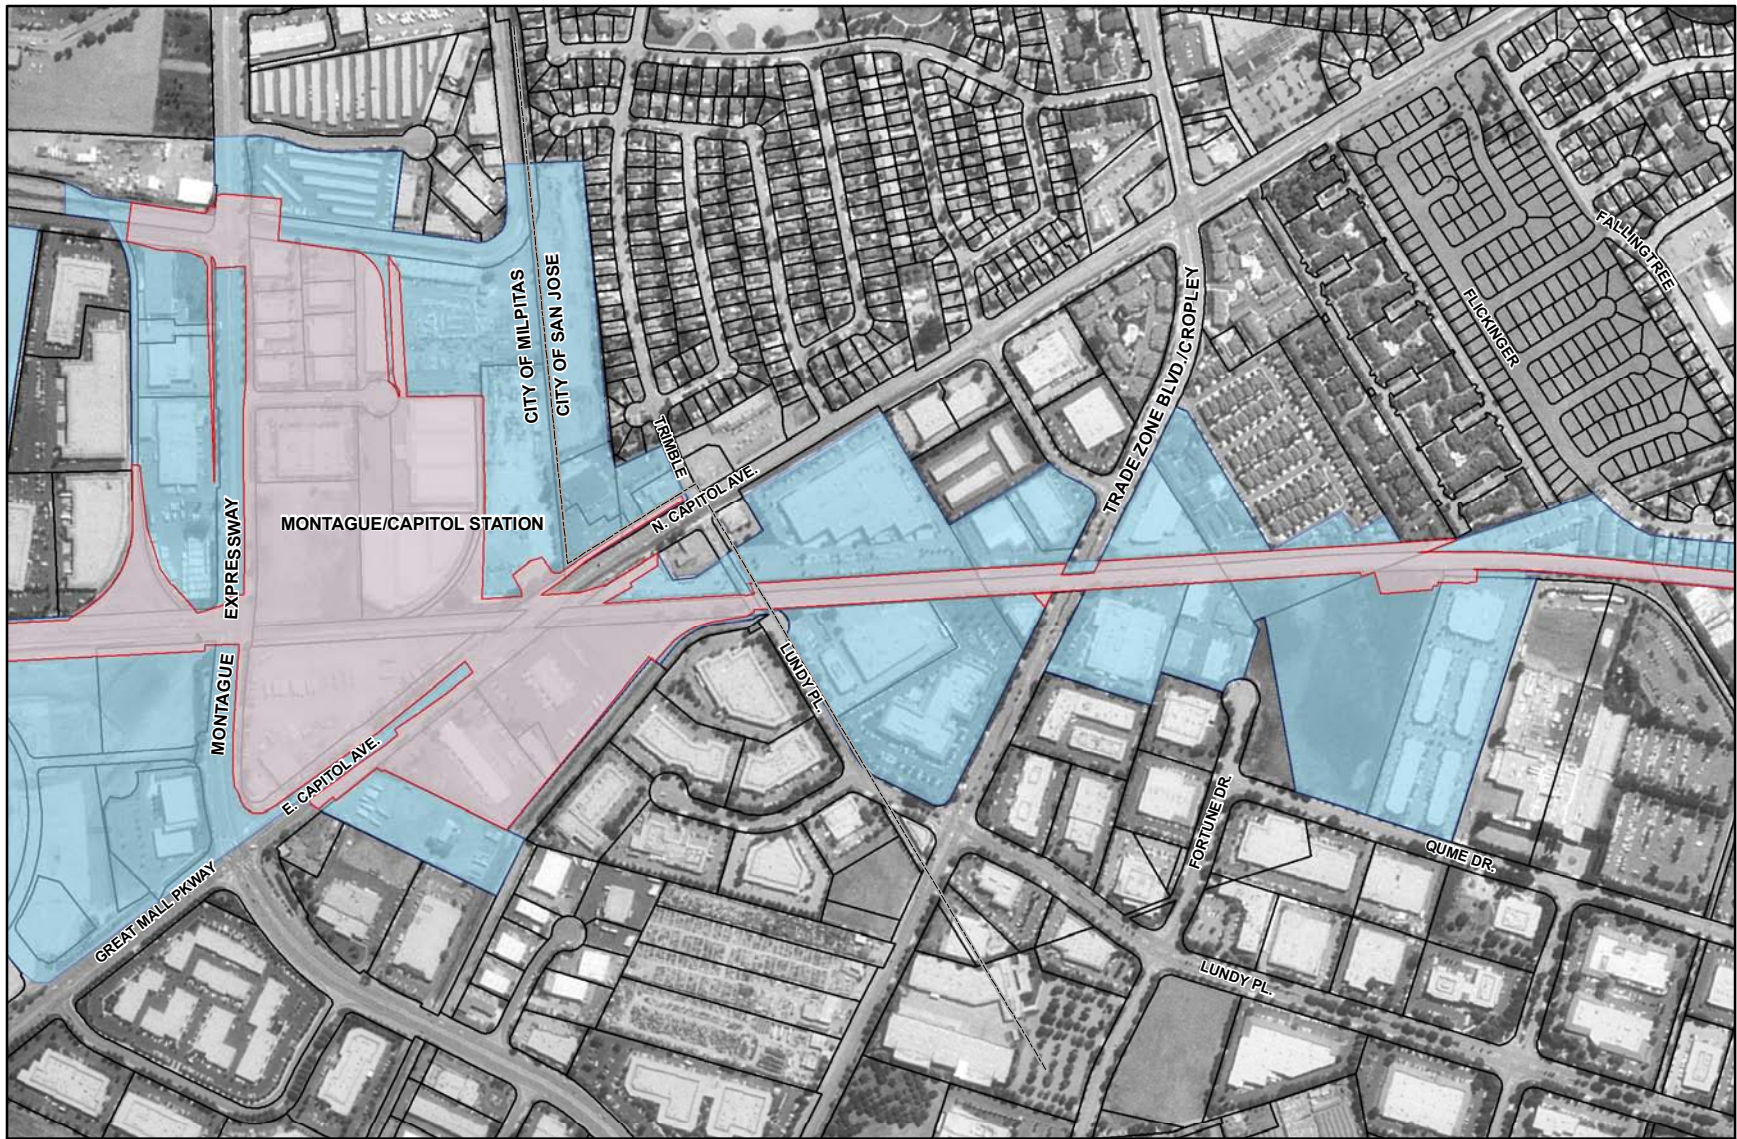 FALLINGTREE
FLICKINGER
CITY OF MILPITAS
CITY OF SAN JOSE
TRADE ZONE BLVD./CROPLEY
TRIMBLE
N. CAPITOL AVE.
MONTAGUE/CAPITOL STATION
EXPRESSWAY
MONTAGUE
LUNDY PL.
E. CAPITOL AVE.
GREAT MALL PKWAY
FORTUNE DR.
QUME DR.
LUNDY PL.